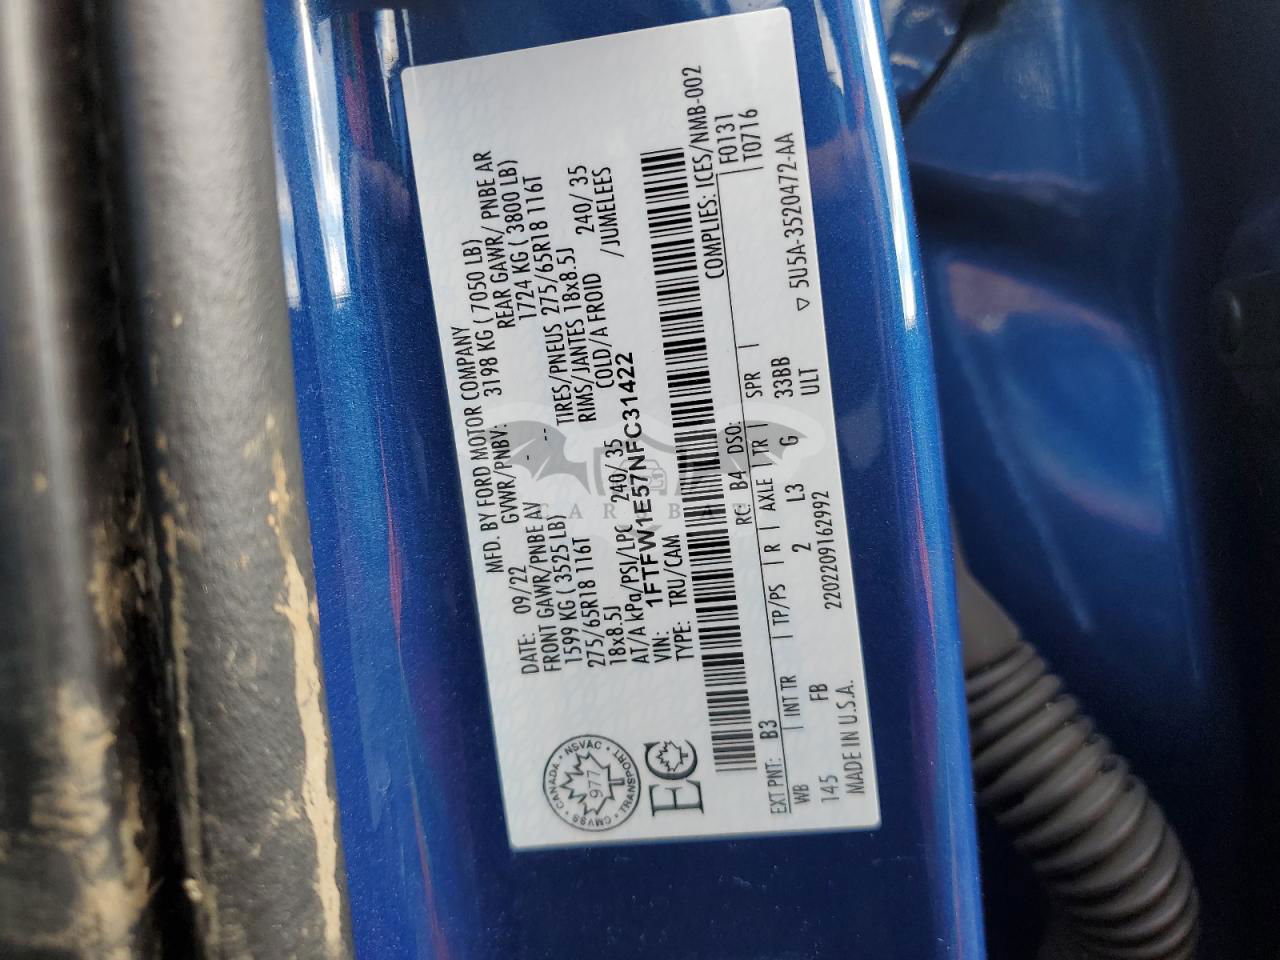 MFD. BY FORD MOTOR COMPANY
DATE: 09/22 GWWR/PNBV: 3198 KG ( 7050 LB)
FRONT GAWR/PNBE AV REAR GAWR/ PNBE AR
1599 KG ( 3525 LB) - -- 1724 KG ( 3800 LB)
275/65R18 116T TIRES/PNEUS 275/65R18 116T
18x8.5J RIMS/JANTES 18x8.5J
AT/A kPa/PSI/LPC 240/ 35 COLD/A FROID 240/ 35
VIN: 1FTFW1E57NFC31422 /JUMELEES
TYPE: TRU/CAM
COMPLIES: ICES/NMB-002
EXT PNT: B3 RC: B4 DSO: F0131
WB INT TR TP/PS R AXLE TR SPR T0716
145 FB 2 L3 G 33BB
MADE IN U.S.A. 2202209162992 ULT ▽ 5U5A-3520472-AA
CANADA • NSVAC • TRANSPORT • CMVSS
977
EC
CAR BA